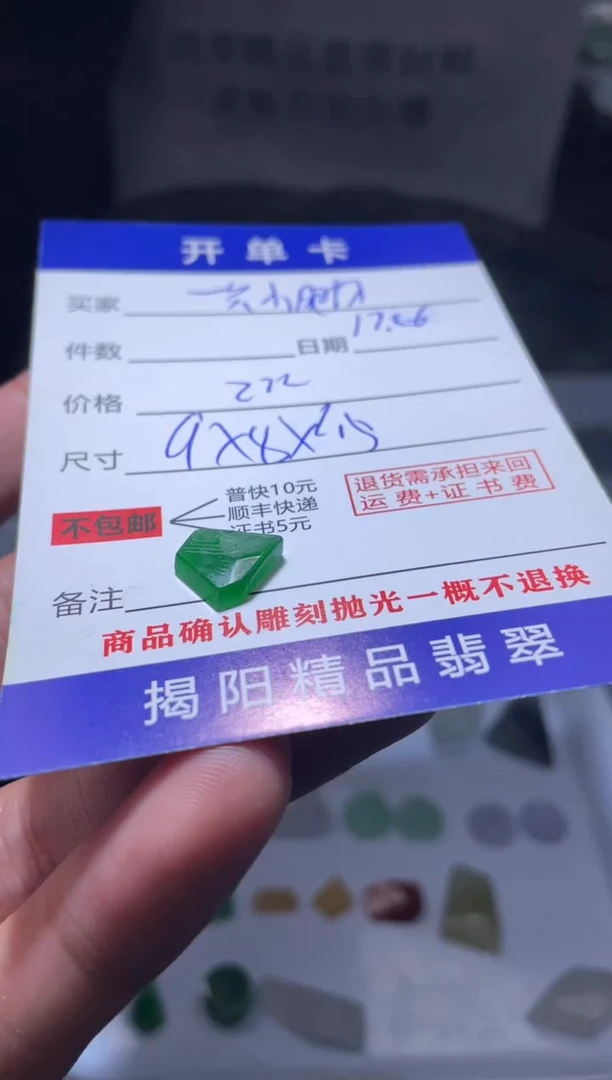 开单卡
买家
件数 日期 17:26
价格
尺寸 9X8X2.5
不包邮
普快10元
顺丰快递
证书5元
退货需承担来回
运费+证书费
备注
商品确认雕刻抛光一概不退换
揭阳精品翡翠